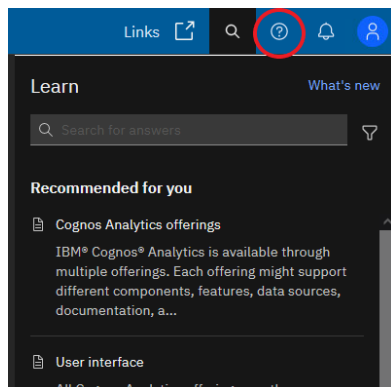 Links
Learn
What's new
Search for answers
Recommended for you
Cognos Analytics offerings
IBM® Cognos® Analytics is available through
multiple offerings. Each offering might support
different components, features, data sources,
documentation, a...
User interface